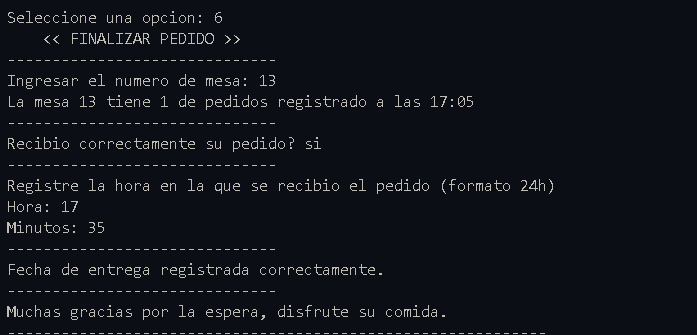 Seleccione una opcion: 6
<< FINALIZAR PEDIDO >>
------------------------------
Ingresar el numero de mesa: 13
La mesa 13 tiene 1 de pedidos registrado a las 17:05
------------------------------
Recibio correctamente su pedido? si
------------------------------
Registre la hora en la que se recibio el pedido (formato 24h)
Hora: 17
Minutos: 35
------------------------------
Fecha de entrega registrada correctamente.
------------------------------
Muchas gracias por la espera, disfrute su comida.
------------------------------------------------------------